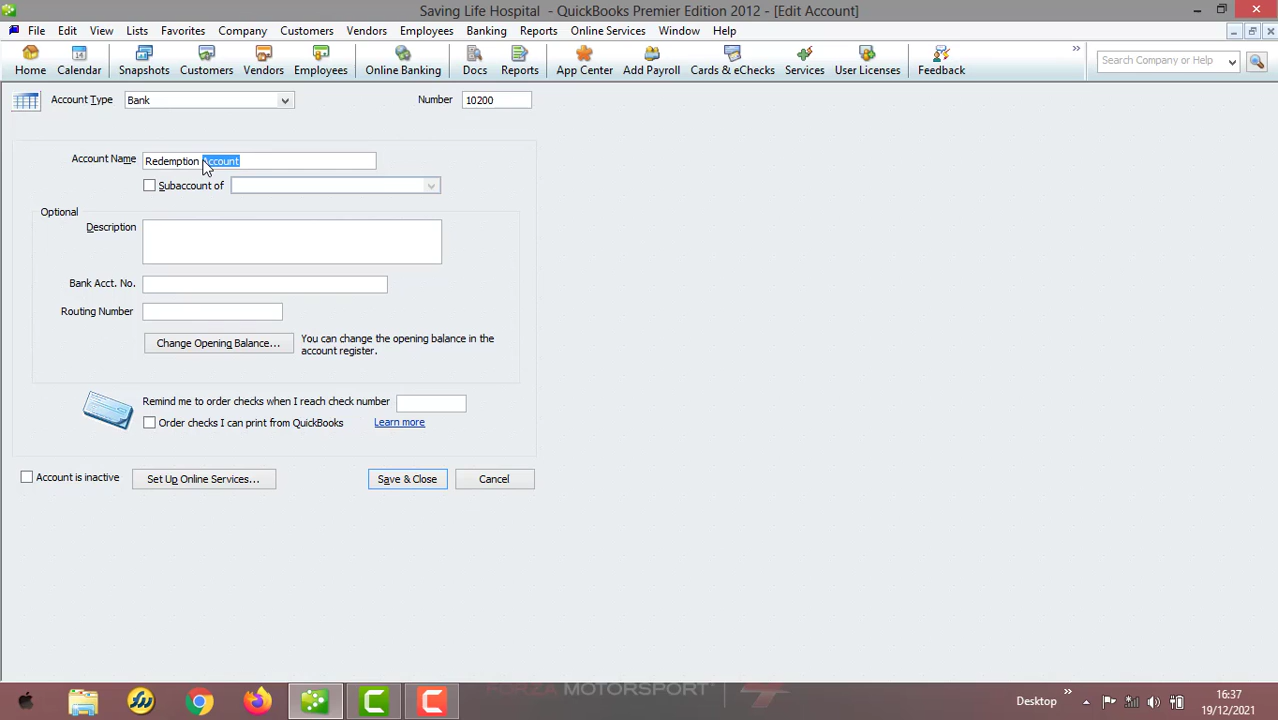 Saving Life Hospital - QuickBooks Premier Edition 2012 - [Edit Account]
File Edit View Lists Favorites Company Customers Vendors Employees Banking Reports Online Services Window Help
Home Calendar Snapshots Customers Vendors Employees Online Banking Docs Reports App Center Add Payroll Cards & eChecks Services User Licenses Feedback Search Company or Help
Account Type Bank Number 10200
Account Name Redemption Account
Subaccount of
Optional
Description
Bank Acct. No.
Routing Number
Change Opening Balance... You can change the opening balance in the
account register.
Remind me to order checks when I reach check number
Order checks I can print from QuickBooks Learn more
Account is inactive Set Up Online Services... Save & Close Cancel
FORZA MOTORSPORT
Desktop 16:37
19/12/2021